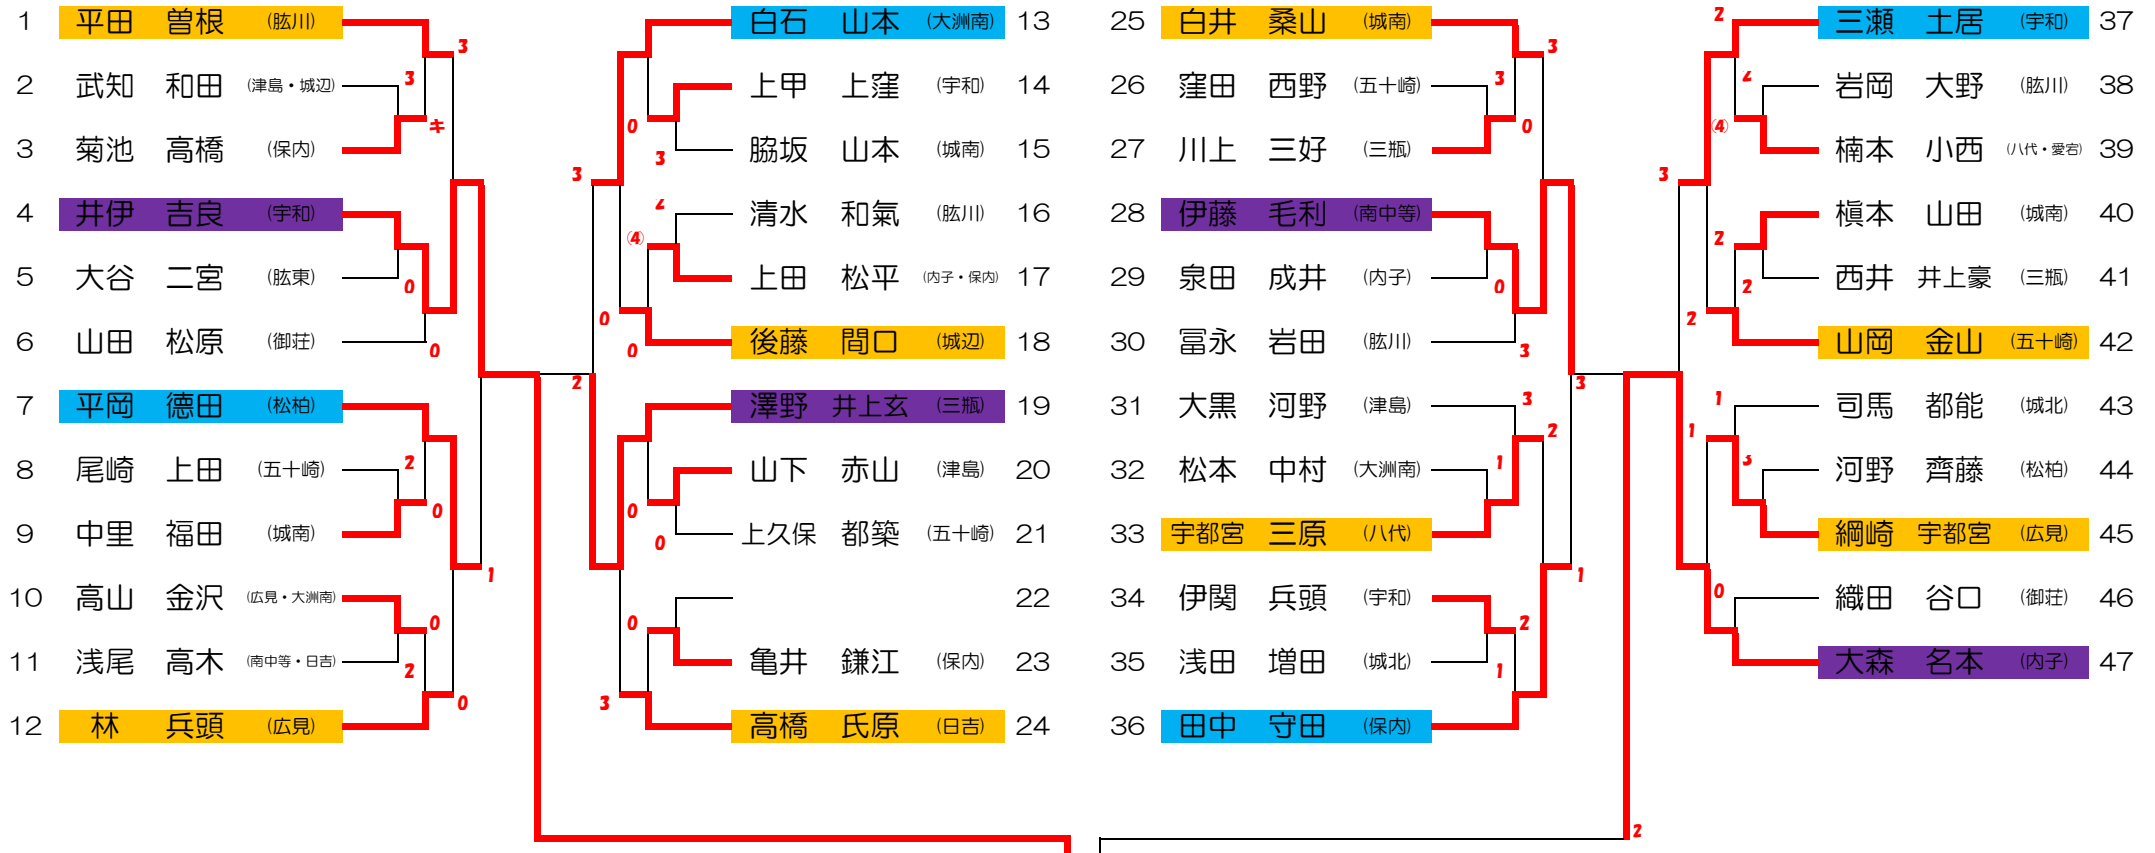 1 平田 曽根 (肱川)
2 武知 和田 (津島・城辺)
3 菊池 高橋 (保内)
4 井伊 吉良 (宇和)
5 大谷 二宮 (肱東)
6 山田 松原 (御荘)
7 平岡 德田 (松柏)
8 尾崎 上田 (五十崎)
9 中里 福田 (城南)
10 高山 金沢 (広見・大洲南)
11 浅尾 高木 (南中等・日吉)
12 林 兵頭 (広見)
3
3
キ
0
0
2
0
1
0
2
0
白石 山本 (大洲南) 13
上甲 上窪 (宇和) 14
脇坂 山本 (城南) 15
清水 和氣 (肱川) 16
上田 松平 (内子・保内) 17
後藤 間口 (城辺) 18
澤野 井上玄 (三瓶) 19
山下 赤山 (津島) 20
上久保 都築 (五十崎) 21
22
亀井 鎌江 (保内) 23
高橋 氏原 (日吉) 24
0
3
3
2
(4)
0
0
2
0
0
0
3
25 白井 桑山 (城南)
26 窪田 西野 (五十崎)
27 川上 三好 (三瓶)
28 伊藤 毛利 (南中等)
29 泉田 成井 (内子)
30 冨永 岩田 (肱川)
31 大黒 河野 (津島)
32 松本 中村 (大洲南)
33 宇都宮 三原 (八代)
34 伊関 兵頭 (宇和)
35 浅田 増田 (城北)
36 田中 守田 (保内)
3
3
0
0
3
3
3
2
1
1
2
1
三瀬 土居 (宇和) 37
岩岡 大野 (肱川) 38
楠本 小西 (八代・愛宕) 39
槇本 山田 (城南) 40
西井 井上豪 (三瓶) 41
山岡 金山 (五十崎) 42
司馬 都能 (城北) 43
河野 齊藤 (松柏) 44
綱崎 宇都宮 (広見) 45
織田 谷口 (御荘) 46
大森 名本 (内子) 47
2
2
(4)
3
2
2
2
1
1
3
0
2